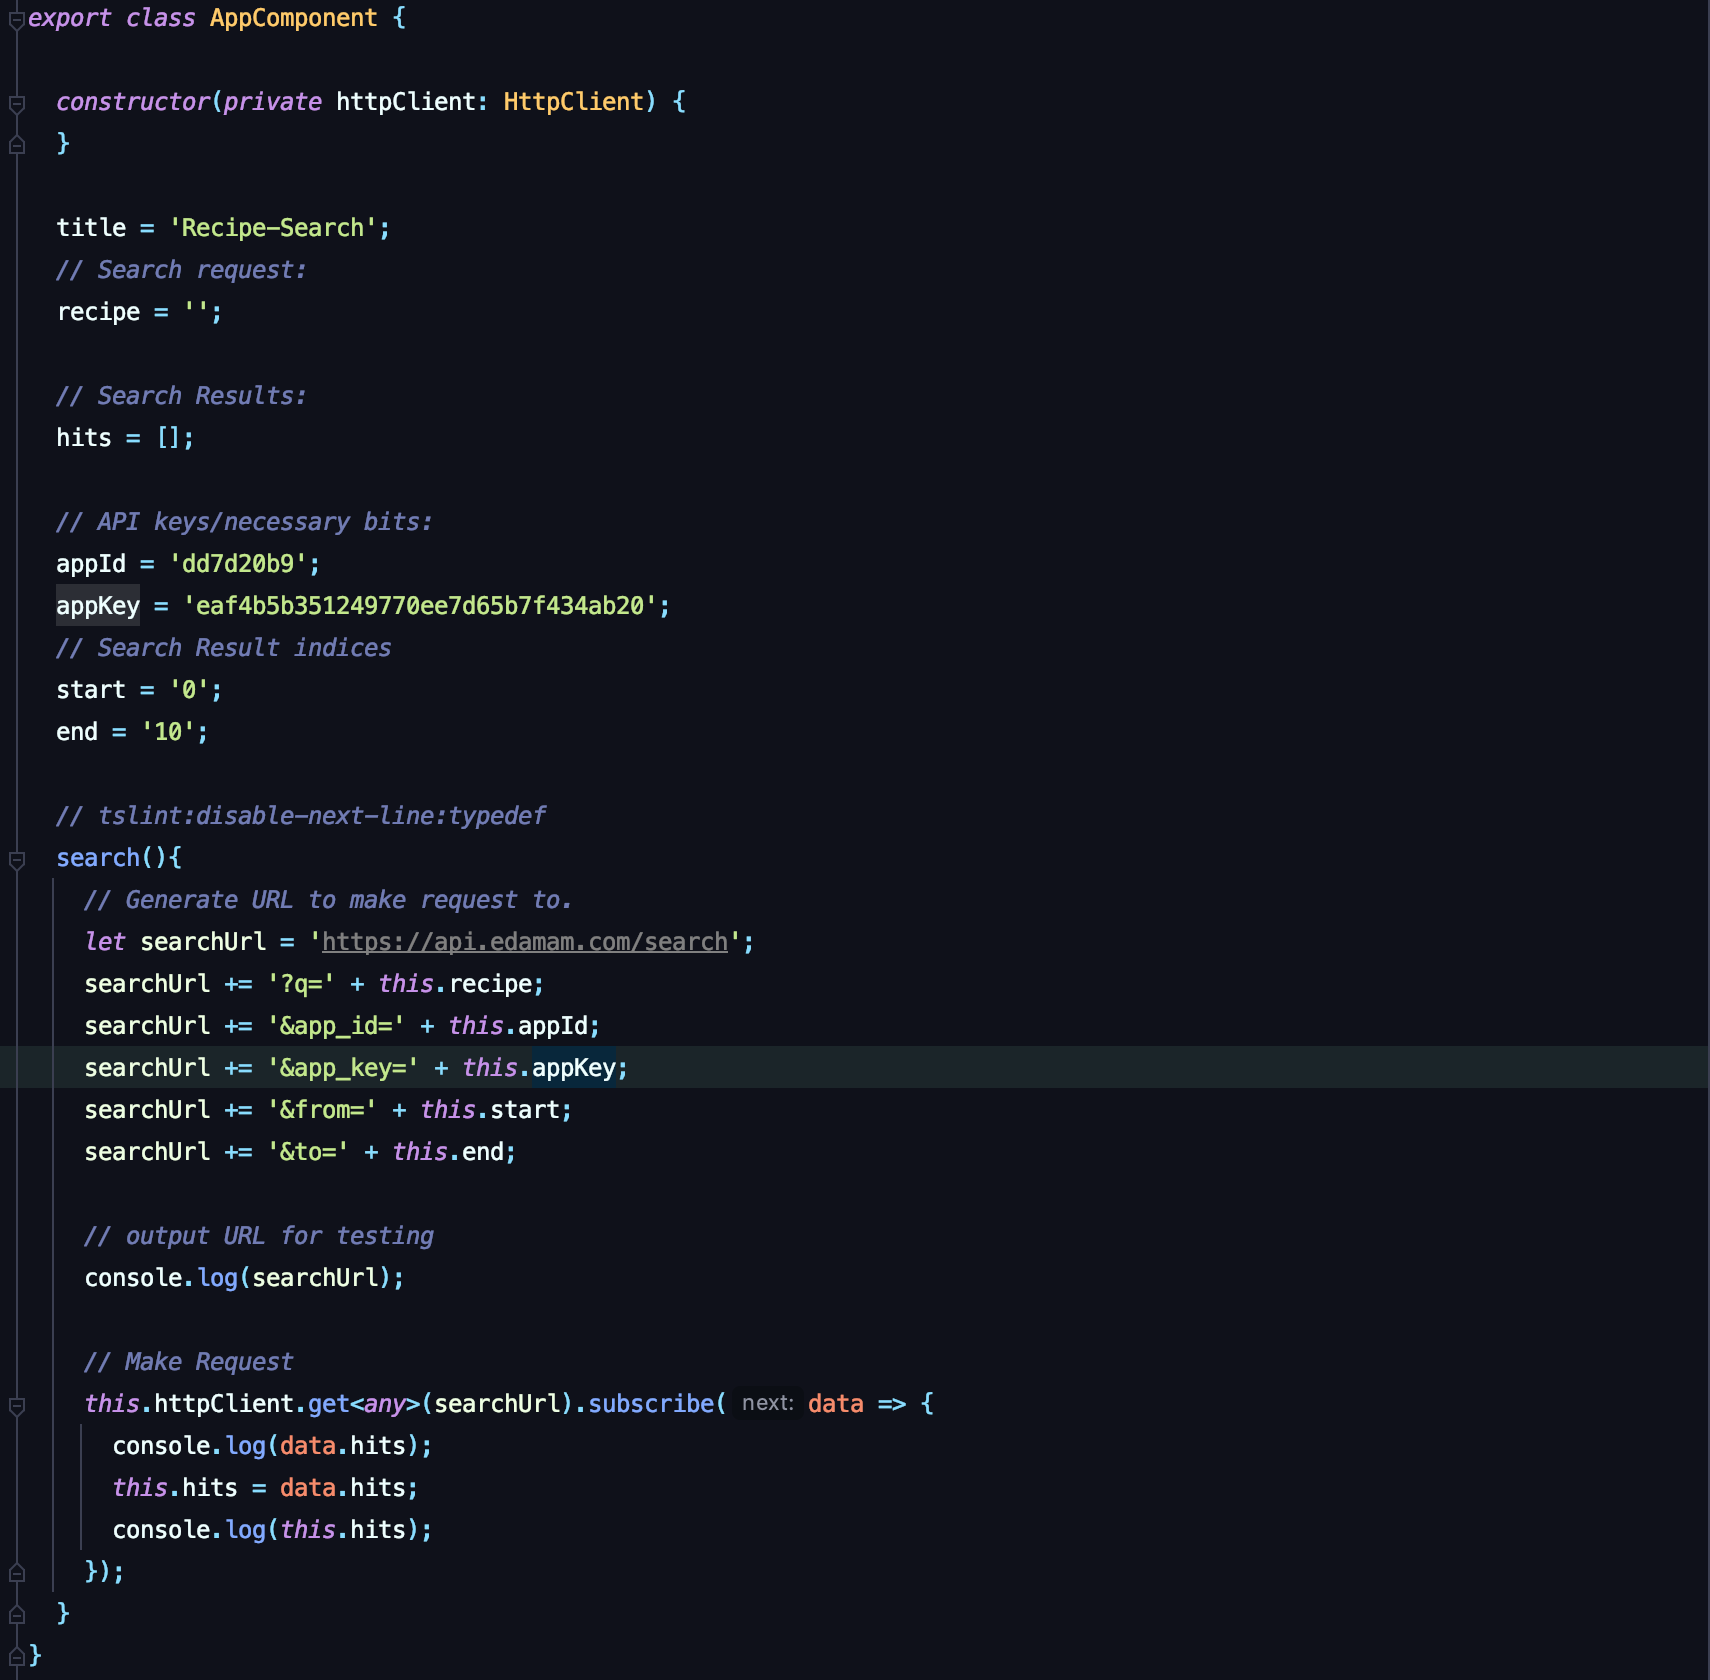 export class AppComponent {
constructor(private httpClient: HttpClient) {
}
title = 'Recipe-Search';
// Search request:
recipe = '';
// Search Results:
hits = [];
// API keys/necessary bits:
appId = 'dd7d20b9';
appKey = 'eaf4b5b351249770ee7d65b7f434ab20';
// Search Result indices
start = '0';
end = '10';
// tslint:disable-next-line:typedef
search(){
// Generate URL to make request to.
let searchUrl = 'https://api.edamam.com/search';
searchUrl += '?q=' + this.recipe;
searchUrl += '&app_id=' + this.appId;
searchUrl += '&app_key=' + this.appKey;
searchUrl += '&from=' + this.start;
searchUrl += '&to=' + this.end;
// output URL for testing
console.log(searchUrl);
// Make Request
this.httpClient.get<any>(searchUrl).subscribe( next: data => {
console.log(data.hits);
this.hits = data.hits;
console.log(this.hits);
});
}
}